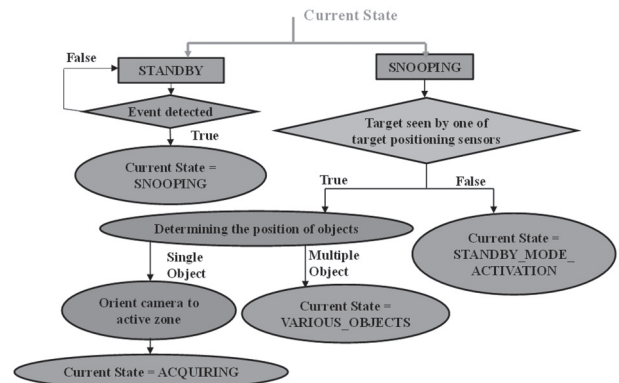 Current State
False
STANDBY
SNOOPING
Event detected
Target seen by one of
target positioning sensors
True
Current State =
SNOOPING
True
False
Determining the position of objects
Current State =
STANDBY_MODE_
ACTIVATION
Single
Object
Multiple
Object
Orient camera to
active zone
Current State =
VARIOUS_OBJECTS
Current State = ACQUIRING